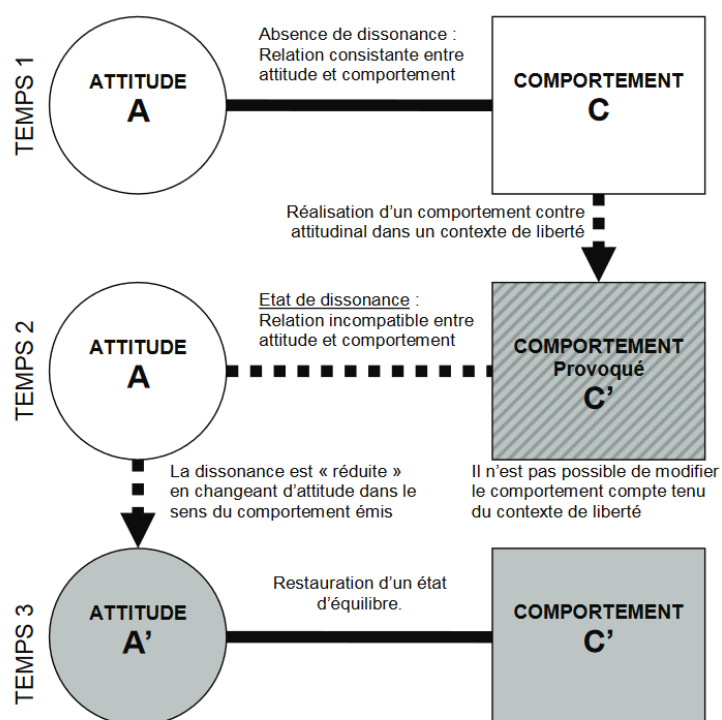 TEMPS 1
ATTITUDE
A
Absence de dissonance :
Relation consistante entre
attitude et comportement
COMPORTEMENT
C
Réalisation d'un comportement contre
attitudinal dans un contexte de liberté
TEMPS 2
ATTITUDE
A
Etat de dissonance :
Relation incompatible entre
attitude et comportement
COMPORTEMENT
Provoqué
C'
La dissonance est « réduite »
en changeant d'attitude dans le
sens du comportement émis
Il n'est pas possible de modifier
le comportement compte tenu
du contexte de liberté
TEMPS 3
ATTITUDE
A'
Restauration d'un état
d'équilibre.
COMPORTEMENT
C'